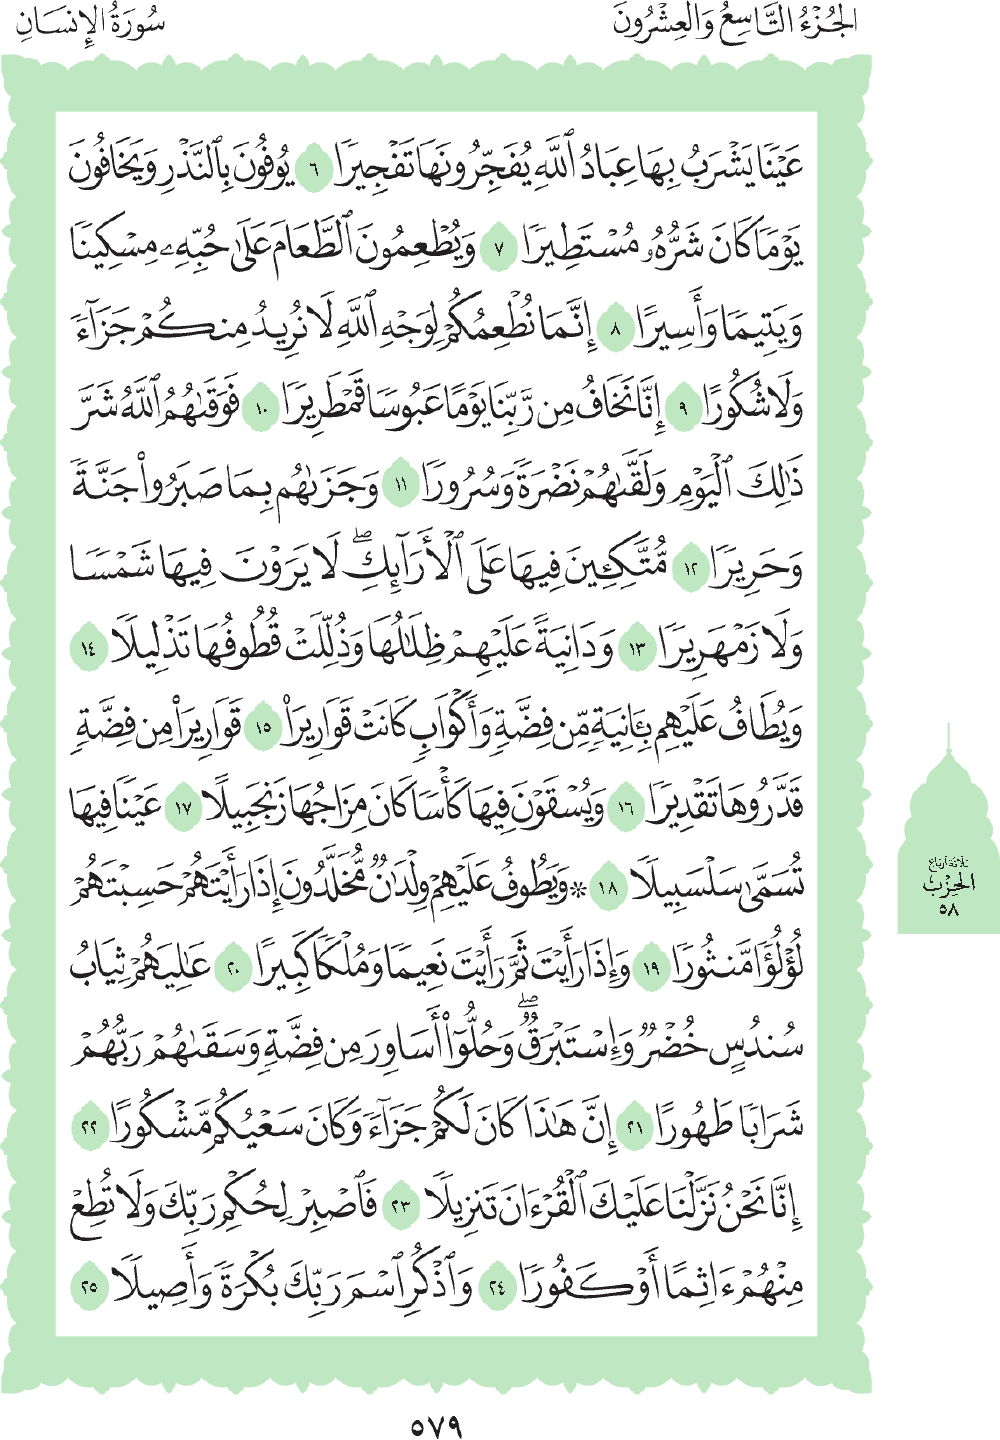 الجُزْءُ التَّاسِعُ وَالعِشْرُونَ
سُورَةُ الإِنسَانِ
عَيْنًا يَشْرَبُ بِهَا عِبَادُ ٱللَّهِ يُفَجِّرُونَهَا تَفْجِيرًا ٦ يُوفُونَ بِٱلنَّذْرِ وَيَخَافُونَ
يَوْمًا كَانَ شَرُّهُۥ مُسْتَطِيرًا ٧ وَيُطْعِمُونَ ٱلطَّعَامَ عَلَىٰ حُبِّهِۦ مِسْكِينًا
وَيَتِيمًا وَأَسِيرًا ٨ إِنَّمَا نُطْعِمُكُمْ لِوَجْهِ ٱللَّهِ لَا نُرِيدُ مِنكُمْ جَزَآءً
وَلَا شُكُورًا ٩ إِنَّا نَخَافُ مِن رَّبِّنَا يَوْمًا عَبُوسًا قَمْطَرِيرًا ١٠ فَوَقَىٰهُمُ ٱللَّهُ شَرَّ
ذَٰلِكَ ٱلْيَوْمِ وَلَقَّىٰهُمْ نَضْرَةً وَسُرُورًا ١١ وَجَزَىٰهُم بِمَا صَبَرُوا۟ جَنَّةً
وَحَرِيرًا ١٢ مُّتَّكِـِٔينَ فِيهَا عَلَى ٱلْأَرَآئِكِۖ لَا يَرَوْنَ فِيهَا شَمْسًا
وَلَا زَمْهَرِيرًا ١٣ وَدَانِيَةً عَلَيْهِمْ ظِلَٰلُهَا وَذُلِّلَتْ قُطُوفُهَا تَذْلِيلًا ١٤
وَيُطَافُ عَلَيْهِم بِـَٔانِيَةٍ مِّن فِضَّةٍ وَأَكْوَابٍ كَانَتْ قَوَارِيرَا۠ ١٥ قَوَارِيرَا۟ مِن فِضَّةٍ
قَدَّرُوهَا تَقْدِيرًا ١٦ وَيُسْقَوْنَ فِيهَا كَأْسًا كَانَ مِزَاجُهَا زَنجَبِيلًا ١٧ عَيْنًا فِيهَا
تُسَمَّىٰ سَلْسَبِيلًا ١٨ ۞ وَيَطُوفُ عَلَيْهِمْ وِلْدَٰنٌ مُّخَلَّدُونَ إِذَا رَأَيْتَهُمْ حَسِبْتَهُمْ
لُؤْلُؤًا مَّنثُورًا ١٩ وَإِذَا رَأَيْتَ ثَمَّ رَأَيْتَ نَعِيمًا وَمُلْكًا كَبِيرًا ٢٠ عَٰلِيَهُمْ ثِيَابُ
سُندُسٍ خُضْرٌ وَإِسْتَبْرَقٌۖ وَحُلُّوٓا۟ أَسَاوِرَ مِن فِضَّةٍ وَسَقَىٰهُمْ رَبُّهُمْ
شَرَابًا طَهُورًا ٢١ إِنَّ هَٰذَا كَانَ لَكُمْ جَزَآءً وَكَانَ سَعْيُكُم مَّشْكُورًا ٢٢
إِنَّا نَحْنُ نَزَّلْنَا عَلَيْكَ ٱلْقُرْءَانَ تَنزِيلًا ٢٣ فَٱصْبِرْ لِحُكْمِ رَبِّكَ وَلَا تُطِعْ
مِنْهُمْ ءَاثِمًا أَوْ كَفُورًا ٢٤ وَٱذْكُرِ ٱسْمَ رَبِّكَ بُكْرَةً وَأَصِيلًا ٢٥
ثلاثة أرباع
الحِزْب
٥٨
٥٧٩